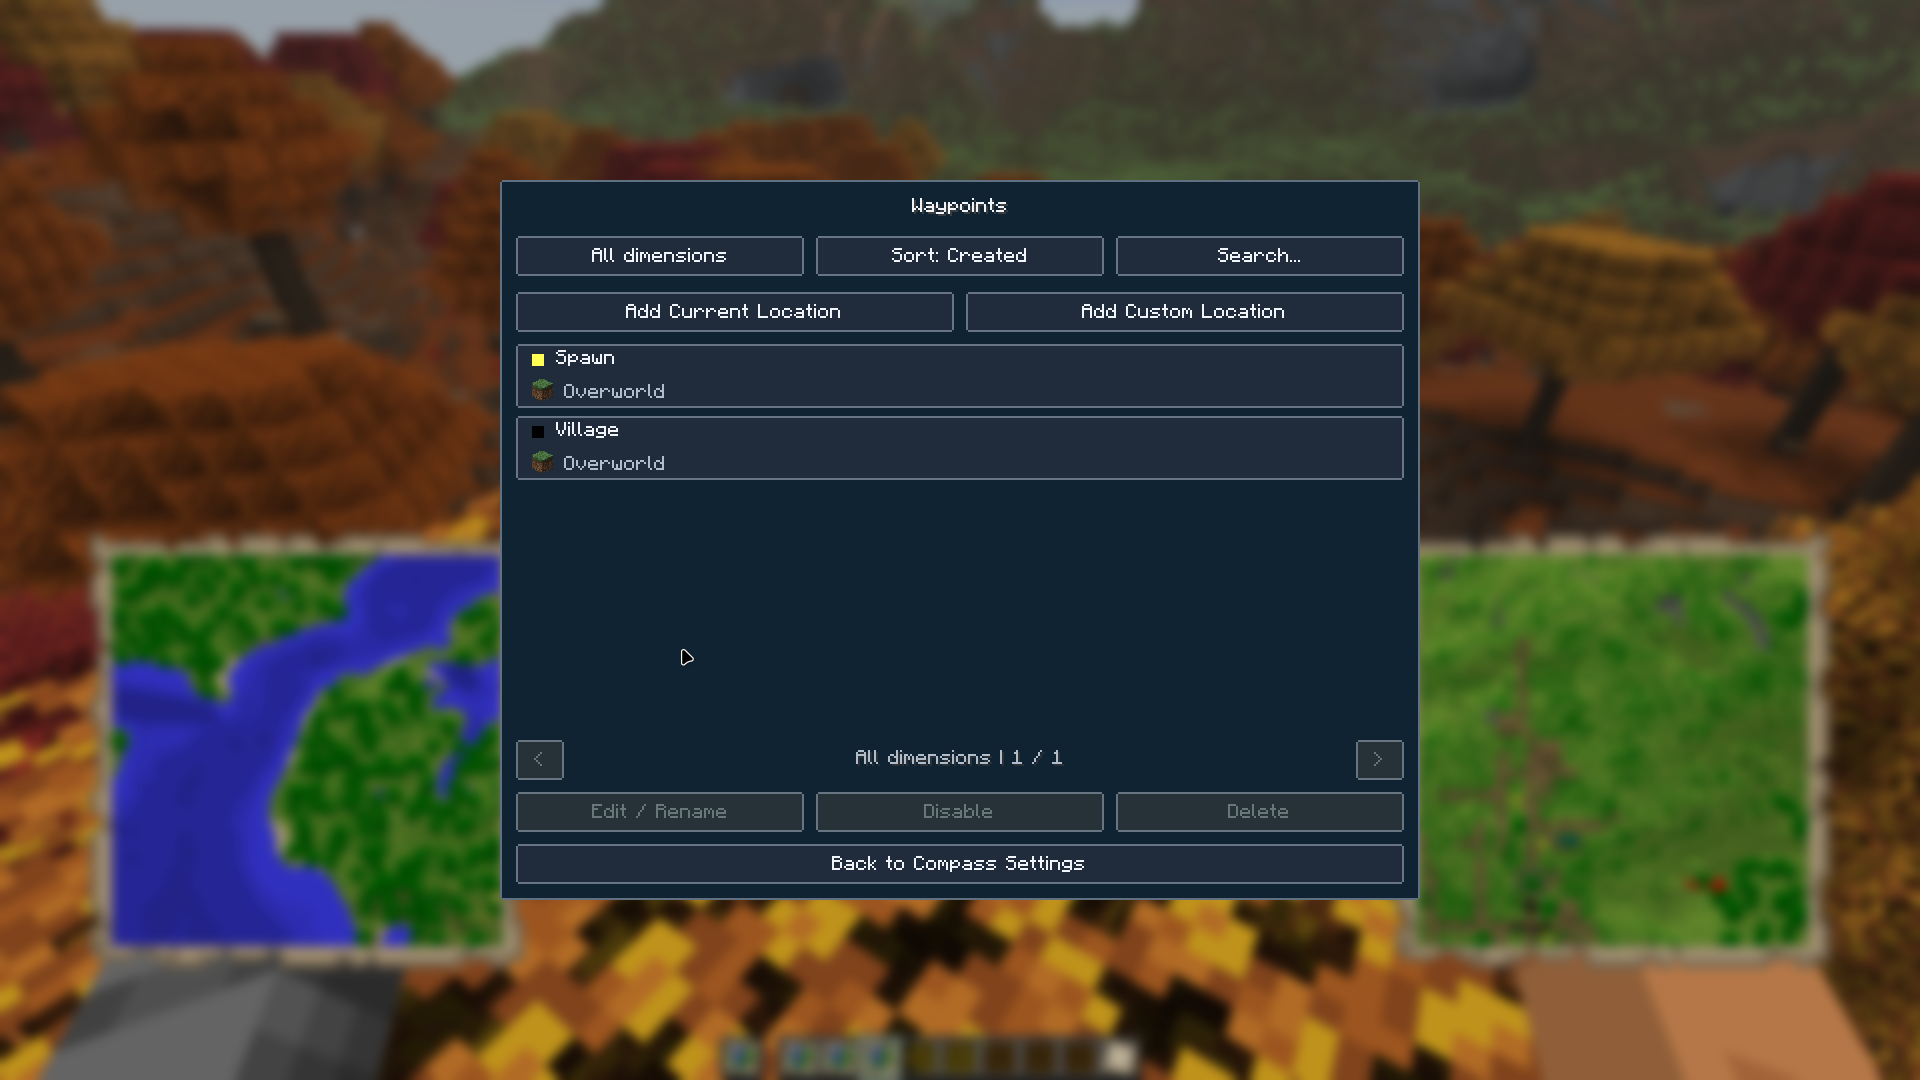 Waypoints
All dimensions
Sort: Created
Search...
Add Current Location
Add Custom Location
Spawn
Overworld
Village
Overworld
<
All dimensions | 1 / 1
>
Edit / Rename
Disable
Delete
Back to Compass Settings